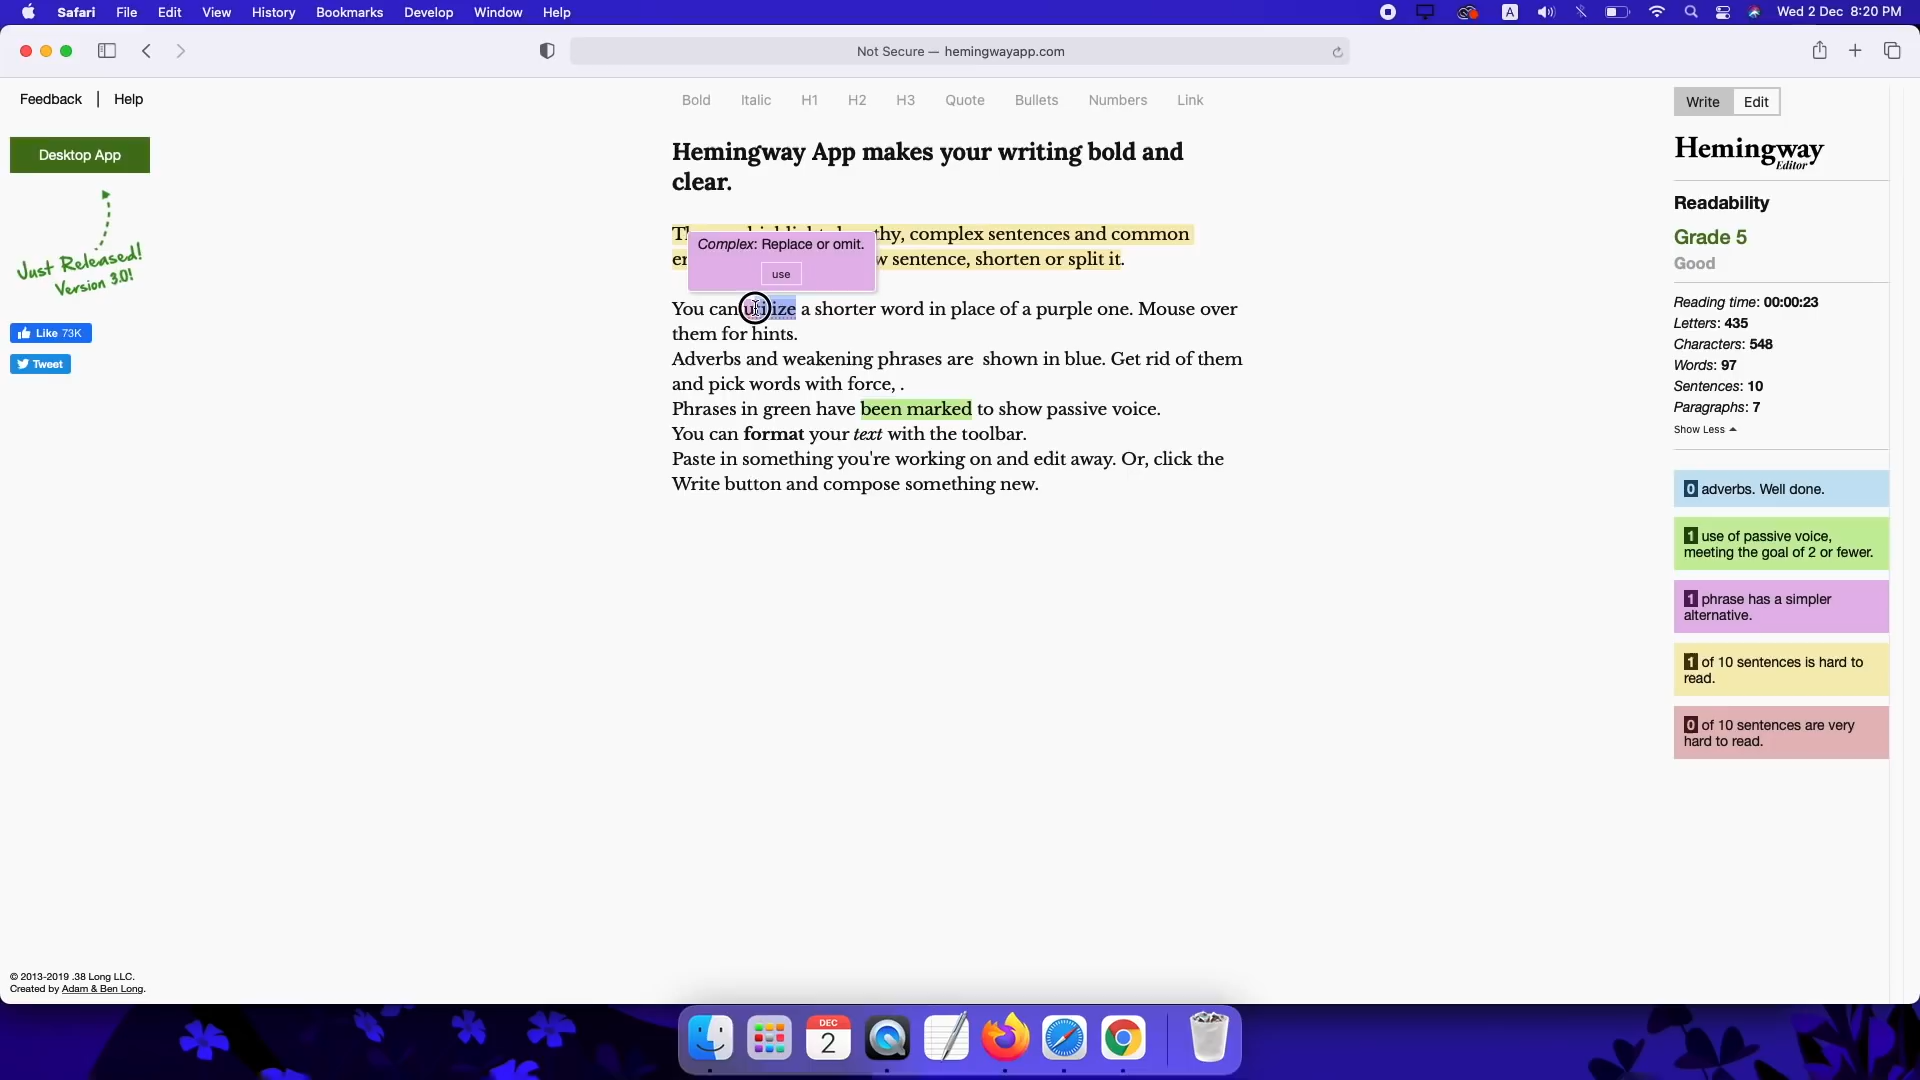 Safari File Edit View History Bookmarks Develop Window Help
A
Wed 2 Dec 8:20 PM
Not Secure — hemingwayapp.com
Feedback | Help
Bold Italic H1 H2 H3 Quote Bullets Numbers Link
Write Edit
Desktop App
Just Released!
Version 3.0!
Like 73K
Tweet
Hemingway App makes your writing bold and
clear.
thy, complex sentences and common
sentence, shorten or split it.
Complex: Replace or omit.
use
You can utilize a shorter word in place of a purple one. Mouse over
them for hints.
Adverbs and weakening phrases are  shown in blue. Get rid of them
and pick words with force, .
Phrases in green have been marked to show passive voice.
You can format your text with the toolbar.
Paste in something you're working on and edit away. Or, click the
Write button and compose something new.
Hemingway
Editor
Readability
Grade 5
Good
Reading time: 00:00:23
Letters: 435
Characters: 548
Words: 97
Sentences: 10
Paragraphs: 7
Show Less
0 adverbs. Well done.
1 use of passive voice,
meeting the goal of 2 or fewer.
1 phrase has a simpler
alternative.
1 of 10 sentences is hard to
read.
0 of 10 sentences are very
hard to read.
© 2013-2019 .38 Long LLC.
Created by Adam & Ben Long.
DEC
2